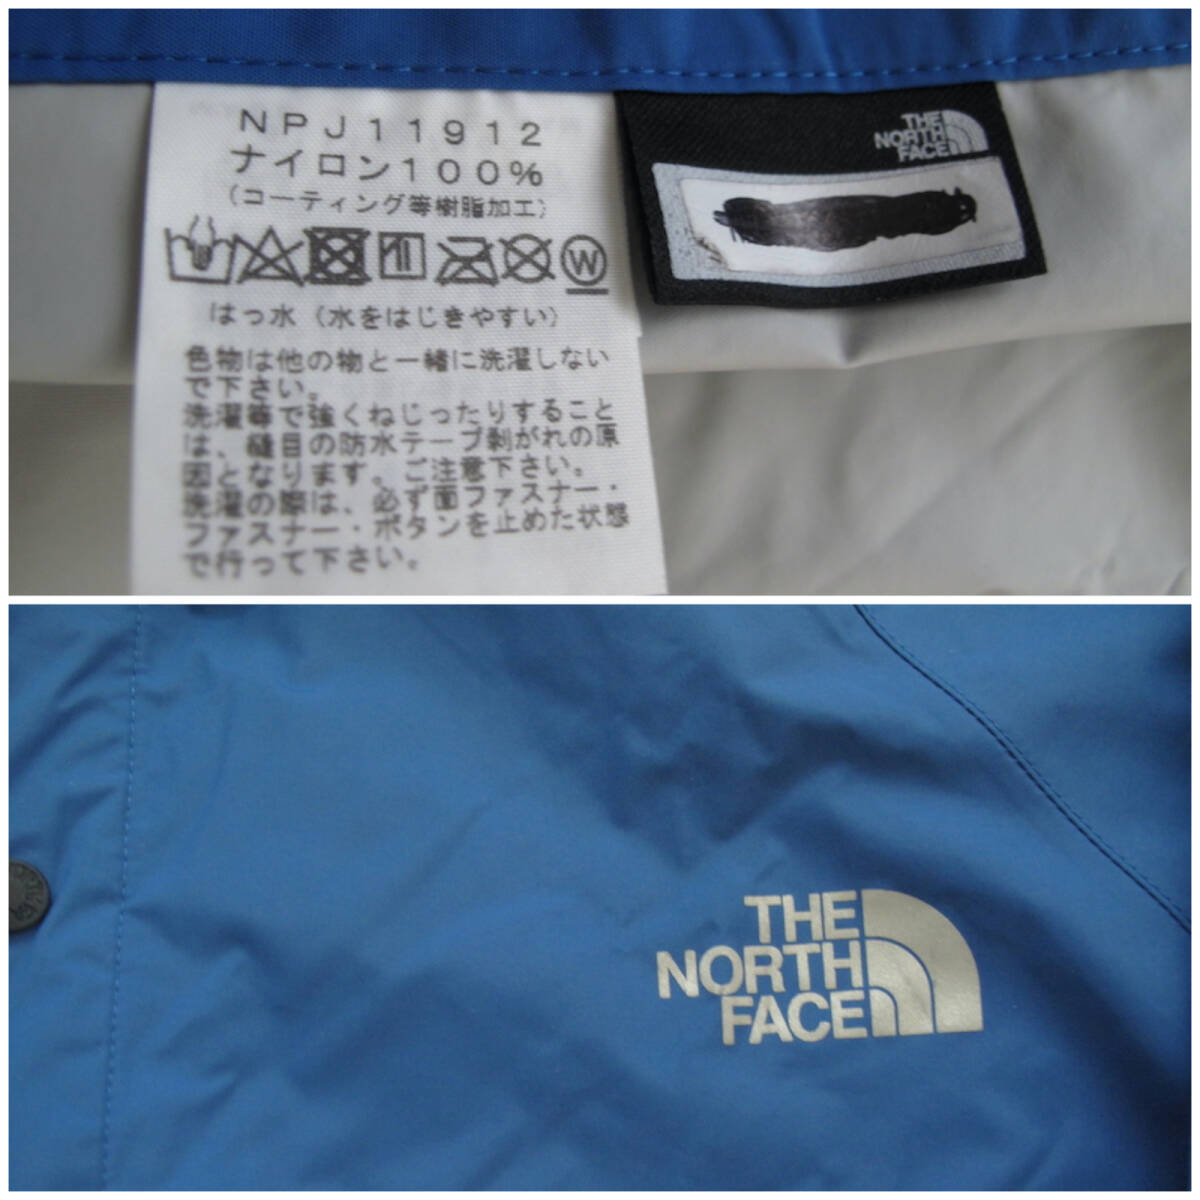 NPJ11912
ナイロン100%
(コーティング等樹脂加工)
W
はっ水（水をはじきやすい）
色物は他の物と一緒に洗濯しない
で下さい。
洗濯等で強くねじったりすること
は、縫目の防水テープ剥がれの原
因となります。ご注意下さい。
洗濯の際は、必ず面ファスナー・
ファスナー・ボタンを止めた状態
で行って下さい。
THE
NORTH
FACE
THE
NORTH
FACE